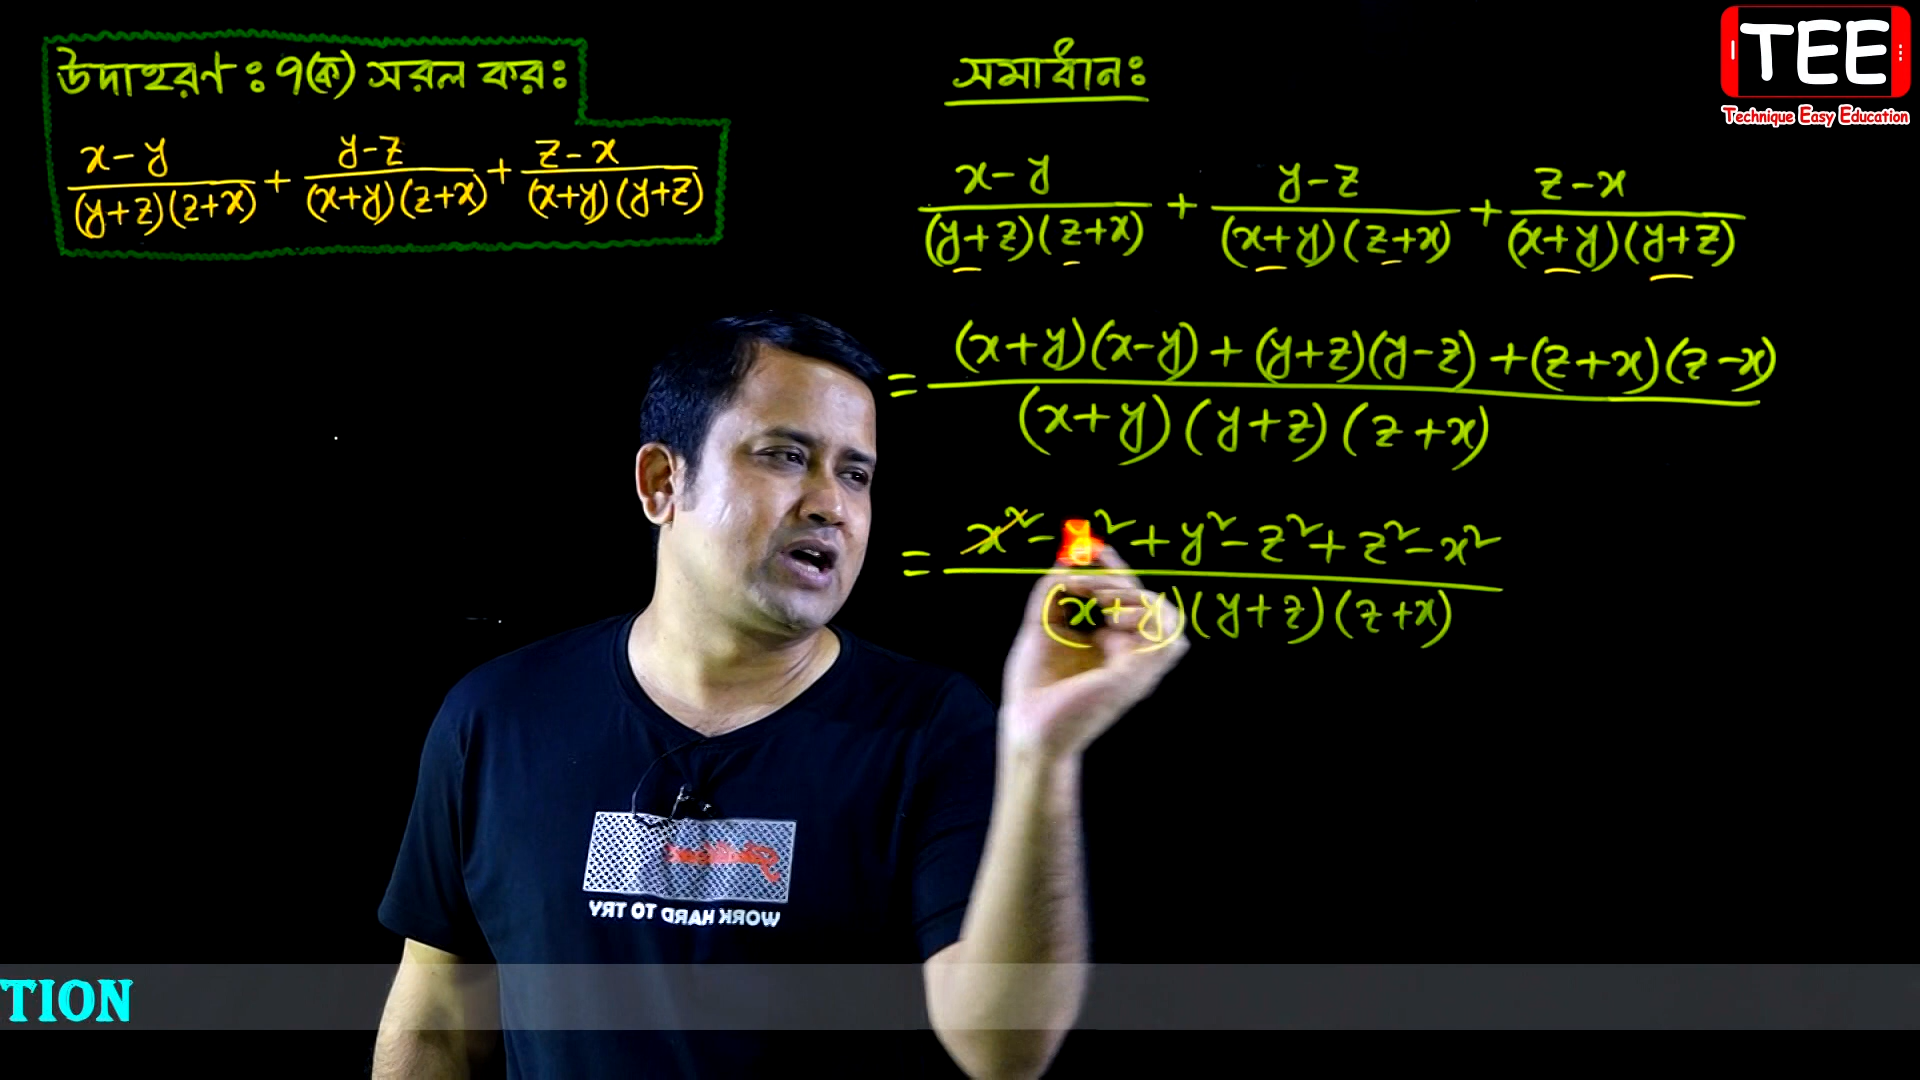 উদাহরণ : ৭(ক) সরল কর :
x-y/(y+z)(z+x) + y-z/(x+y)(z+x) + z-x/(x+y)(y+z)
সমাধান :
x-y/(y+z)(z+x) + y-z/(x+y)(z+x) + z-x/(x+y)(y+z)
= (x+y)(x-y) + (y+z)(y-z) + (z+x)(z-x)
(x+y)(y+z)(z+x)
= x² - y² + y² - z² + z² - x²
(x+y)(y+z)(z+x)
TEE
Technique Easy Education
WORK HARD TO TRY
TION